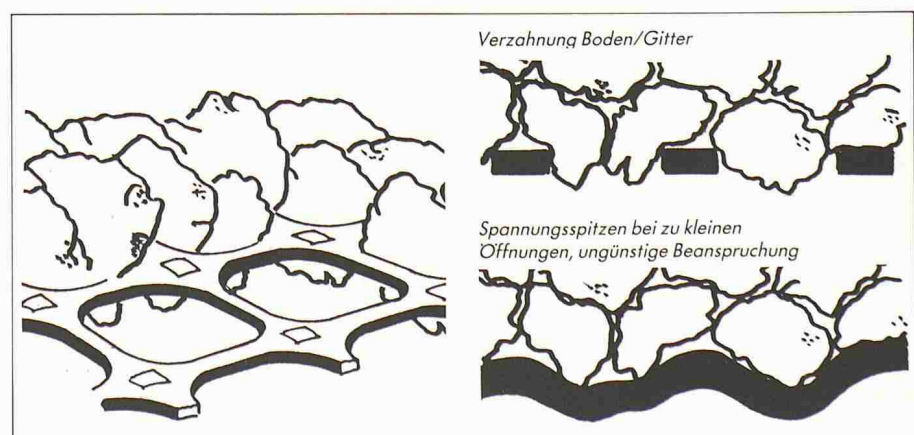 Verzahnung Boden/Gitter
Spannungsspitzen bei zu kleinen
Öffnungen, ungünstige Beanspruchung